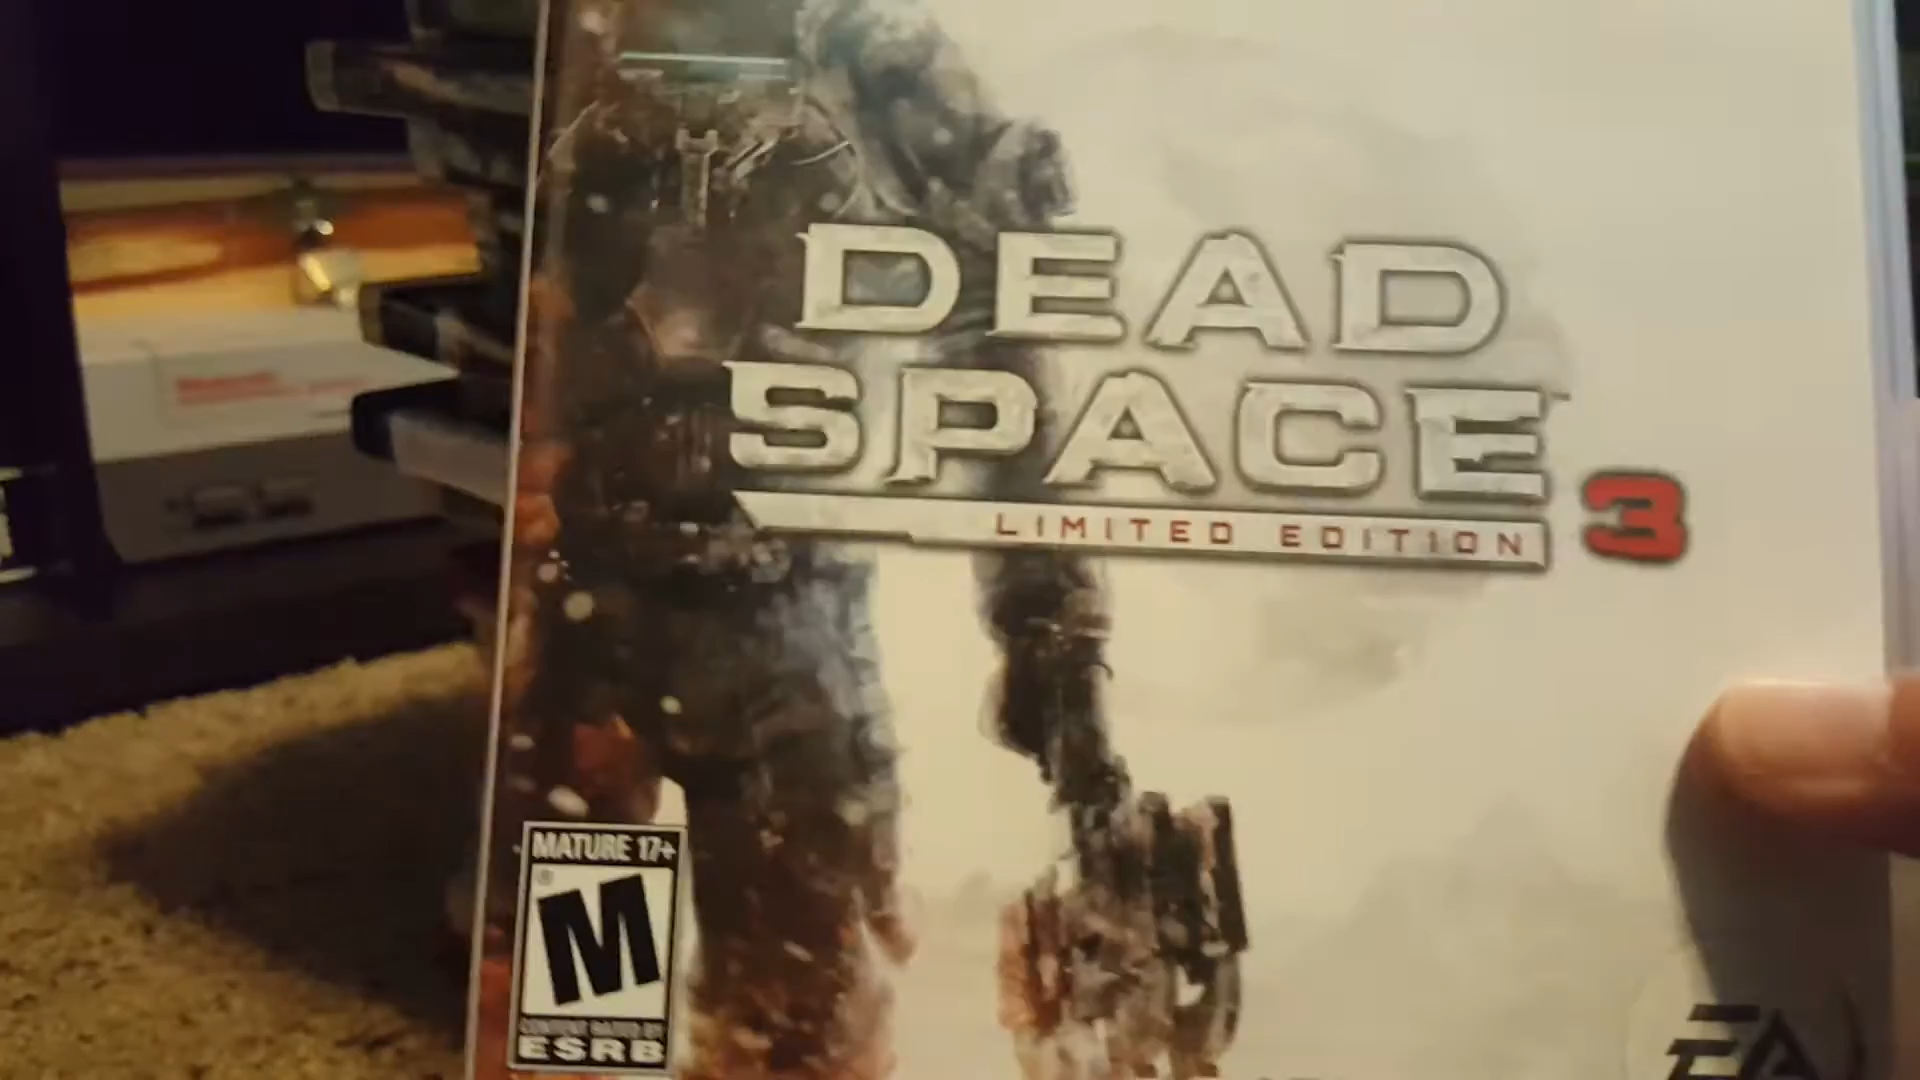 DEAD
SPACE
3
LIMITED EDITION
MATURE 17+
M
CONTENT RATED BY
ESRB
EA